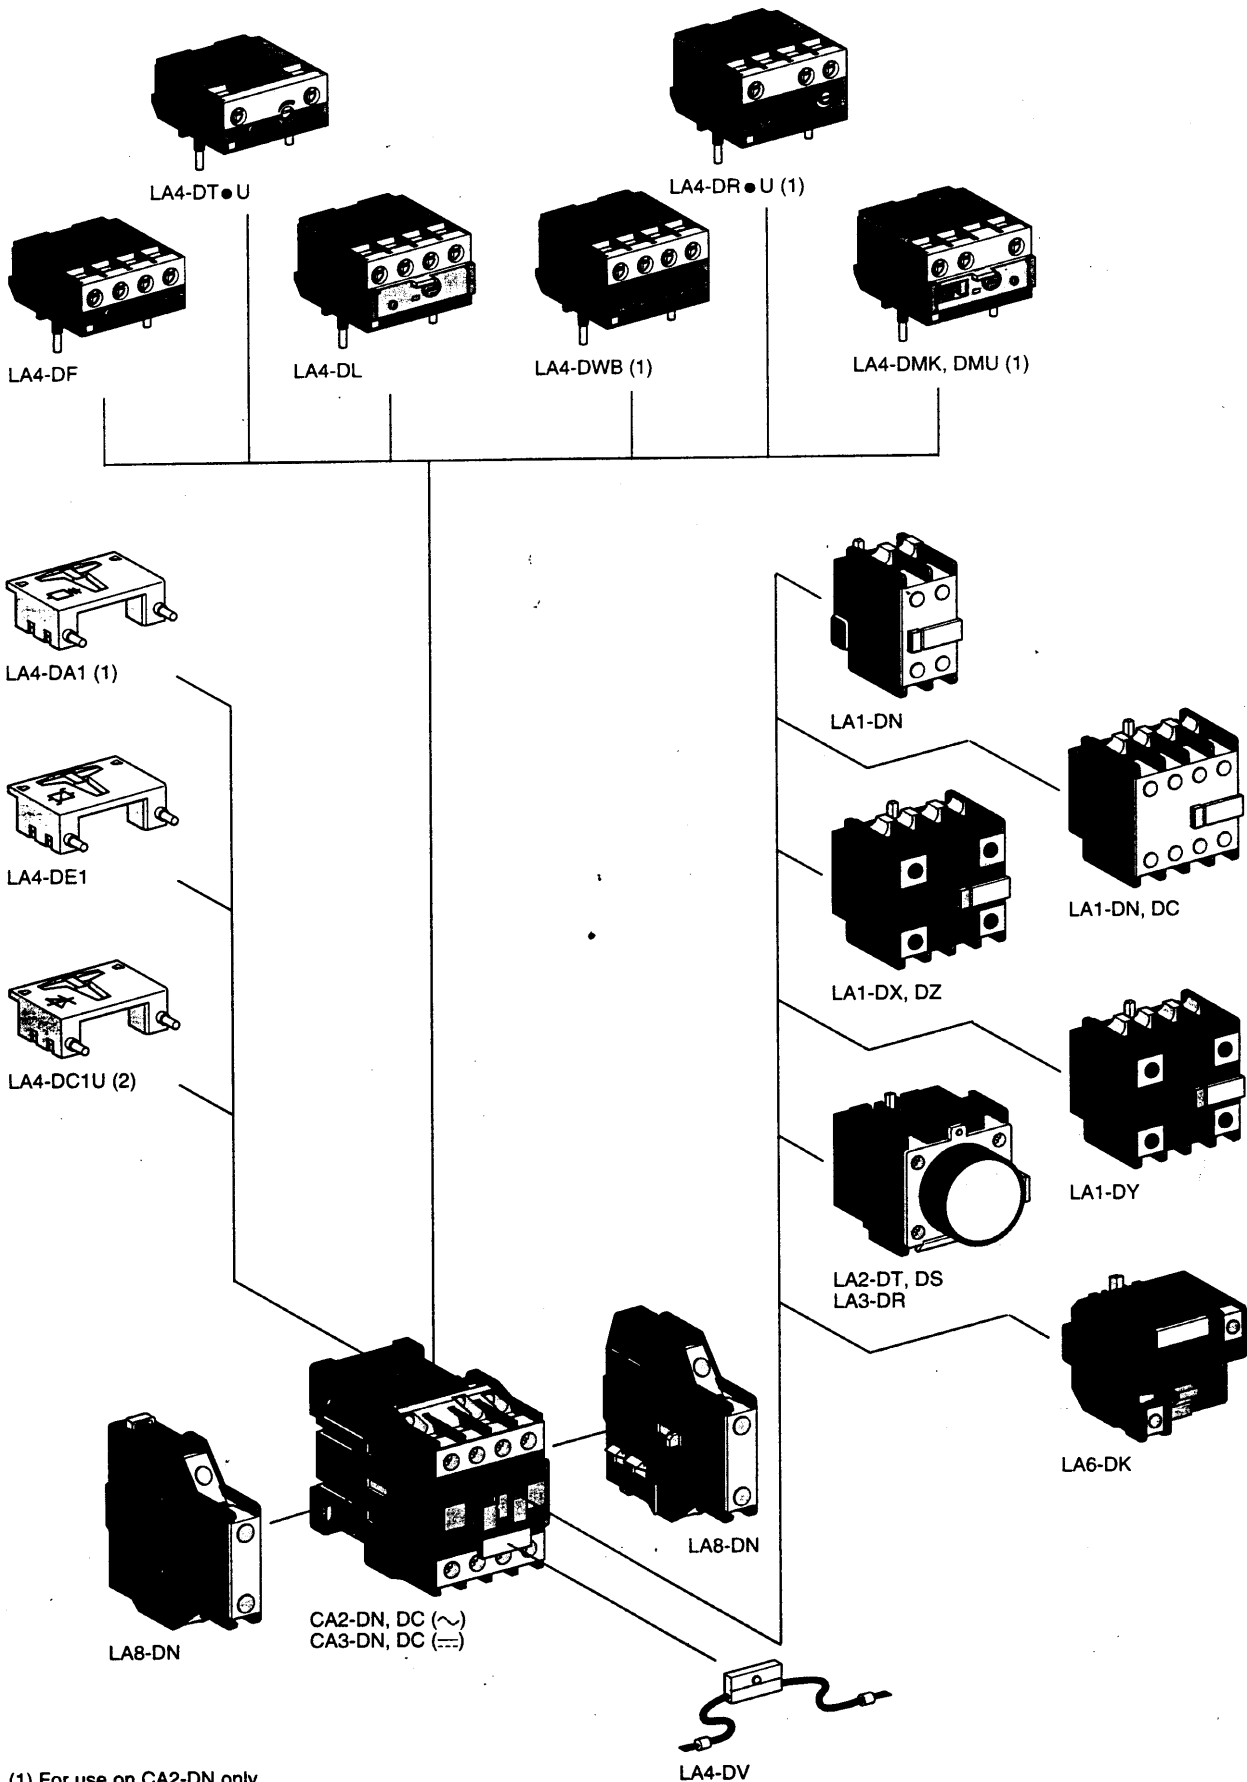 LA4-DT●U
LA4-DR●U (1)
LA4-DF
LA4-DL
LA4-DWB (1)
LA4-DMK, DMU (1)
LA4-DA1 (1)
LA1-DN
LA4-DE1
LA1-DN, DC
LA1-DX, DZ
LA4-DC1U (2)
LA1-DY
LA2-DT, DS
LA3-DR
LA6-DK
LA8-DN
CA2-DN, DC (∼)
CA3-DN, DC (⎓)
LA8-DN
LA4-DV
(1) For use on CA2-DN only